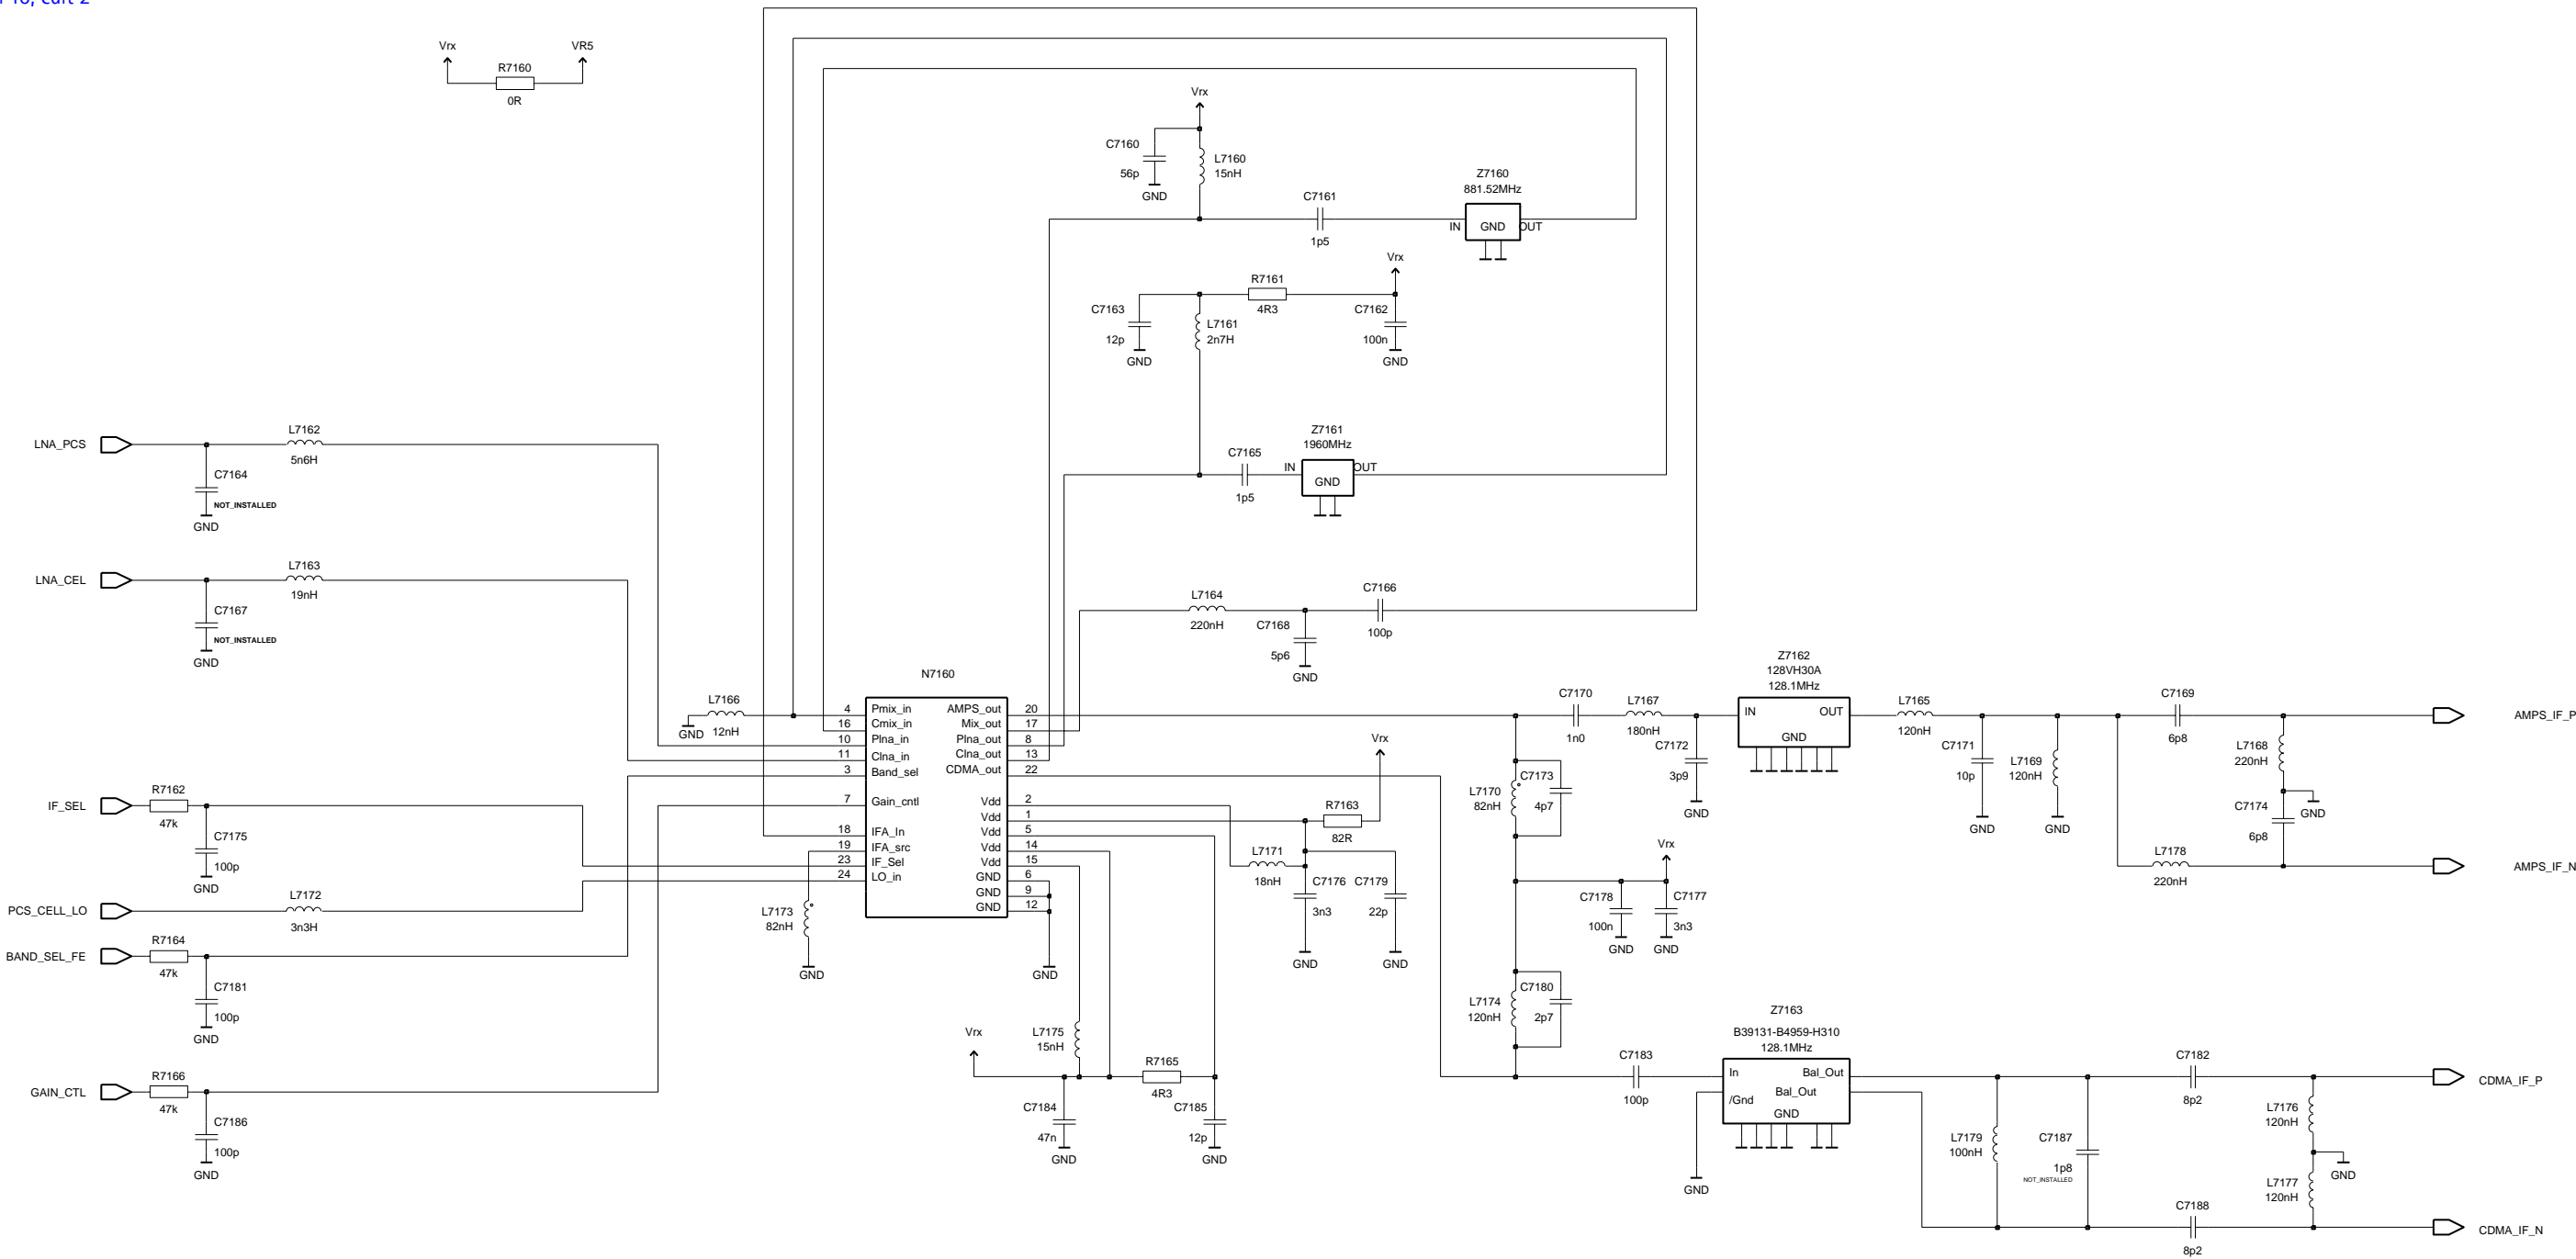 Vrx
VR5
R7160
0R
Vrx
C7160
56p
GND
L7160
15nH
C7161
1p5
Z7160
881.52MHz
IN
GND
OUT
Vrx
R7161
4R3
C7163
12p
GND
L7161
2n7H
C7162
100n
GND
Z7161
1960MHz
C7165
1p5
IN
OUT
GND
LNA_PCS
L7162
5n6H
C7164
NOT_INSTALLED
GND
LNA_CEL
L7163
19nH
C7167
NOT_INSTALLED
GND
L7164
220nH
C7168
5p6
GND
C7166
100p
N7160
L7166
12nH
GND
4 Pmix_in
16 Cmix_in
10 Plna_in
11 Clna_in
3 Band_sel
7 Gain_cntl
18 IFA_In
19 IFA_src
23 IF_Sel
24 LO_in
AMPS_out 20
Mix_out 17
Plna_out 8
Clna_out 13
CDMA_out 22
Vdd 2
Vdd 1
Vdd 5
Vdd 14
Vdd 15
GND 6
GND 9
GND 12
GND
IF_SEL
R7162
47k
C7175
100p
GND
PCS_CELL_LO
L7172
3n3H
BAND_SEL_FE
R7164
47k
C7181
100p
GND
GAIN_CTL
R7166
47k
C7186
100p
GND
L7173
82nH
GND
Vrx
R7163
82R
L7171
18nH
C7176
3n3
GND
C7179
22p
GND
Vrx
L7175
15nH
R7165
4R3
C7184
47n
GND
C7185
12p
GND
C7170
1n0
L7167
180nH
C7172
3p9
GND
L7170
82nH
C7173
4p7
Vrx
C7178
100n
GND
C7177
3n3
GND
L7174
120nH
C7180
2p7
Z7162
128VH30A
128.1MHz
IN
OUT
GND
L7165
120nH
C7171
10p
GND
L7169
120nH
GND
C7169
6p8
L7168
220nH
GND
C7174
6p8
L7178
220nH
AMPS_IF_P
AMPS_IF_N
C7183
100p
Z7163
B39131-B4959-H310
128.1MHz
In
Bal_Out
/Gnd
Bal_Out
GND
GND
L7179
100nH
C7187
1p8
NOT_INSTALLED
C7182
8p2
L7176
120nH
GND
L7177
120nH
C7188
8p2
CDMA_IF_P
CDMA_IF_N